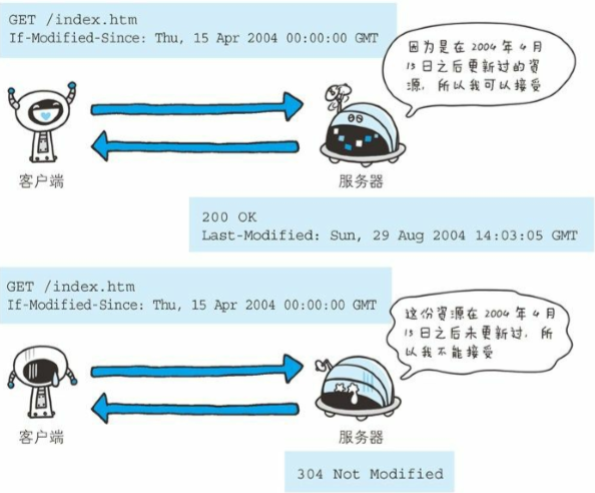 GET /index.htm
If-Modified-Since: Thu, 15 Apr 2004 00:00:00 GMT
因为是在 2004 年 4 月
15 日之后更新过的资
源，所以我可以接受
客户端
服务器
200 OK
Last-Modified: Sun, 29 Aug 2004 14:03:05 GMT
GET /index.htm
If-Modified-Since: Thu, 15 Apr 2004 00:00:00 GMT
这份资源在 2004 年 4 月
15 日之后未更新过，所
以我不能接受
客户端
服务器
304 Not Modified